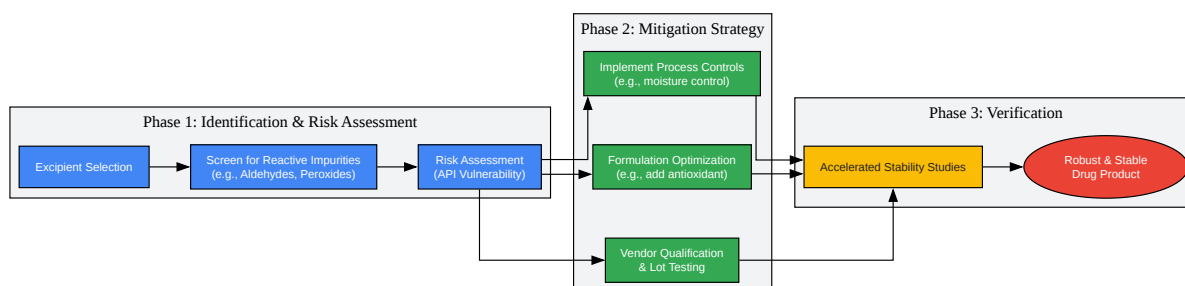 Phase 1: Identification & Risk Assessment
Excipient Selection
Screen for Reactive Impurities
(e.g., Aldehydes, Peroxides)
Risk Assessment
(API Vulnerability)
Phase 2: Mitigation Strategy
Implement Process Controls
(e.g., moisture control)
Formulation Optimization
(e.g., add antioxidant)
Vendor Qualification
& Lot Testing
Phase 3: Verification
Accelerated Stability Studies
Robust & Stable
Drug Product